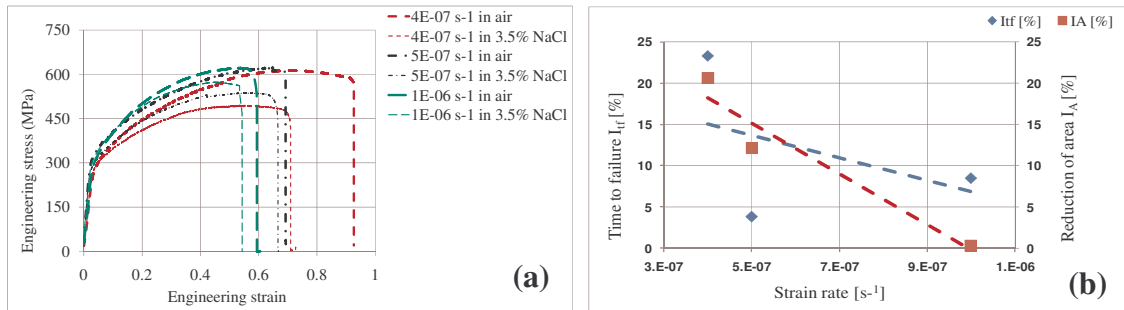 4E-07 s-1 in air
4E-07 s-1 in 3.5% NaCl
5E-07 s-1 in air
5E-07 s-1 in 3.5% NaCl
1E-06 s-1 in air
1E-06 s-1 in 3.5% NaCl
750
600
450
300
150
0
Engineering stress (MPa)
0
0.2
0.4
0.6
0.8
1
Engineering strain
(a)
Itf [%]
IA [%]
25
20
15
10
5
0
Time to failure Itf [%]
25
20
15
10
5
0
Reduction of area IA [%]
3.E-07
5.E-07
7.E-07
9.E-07
1.E-06
Strain rate [s-1]
(b)